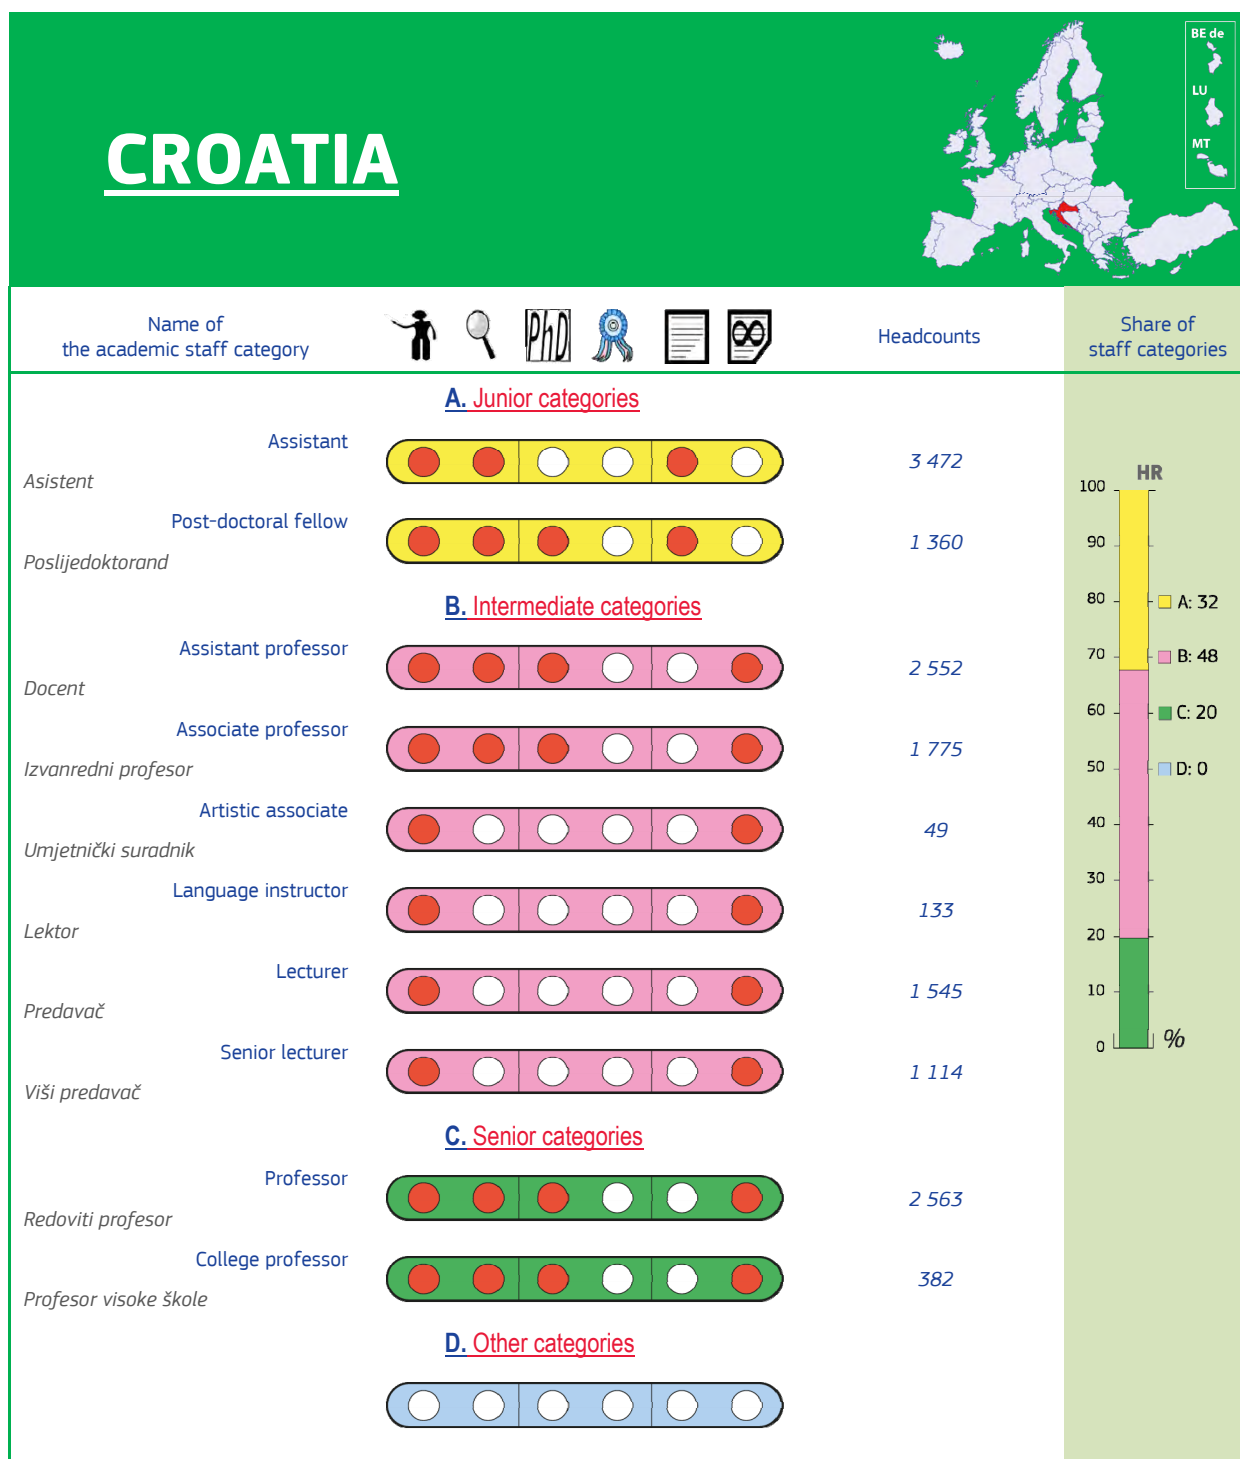 BE de
LU
MT
CROATIA
Name of
the academic staff category
PhD
Headcounts
Share of
staff categories
A. Junior categories
Assistant
Asistent
3 472
Post-doctoral fellow
Poslijedoktorand
1 360
B. Intermediate categories
Assistant professor
Docent
2 552
Associate professor
Izvanredni profesor
1 775
Artistic associate
Umjetnički suradnik
49
Language instructor
Lektor
133
Lecturer
Predavač
1 545
Senior lecturer
Viši predavač
1 114
C. Senior categories
Professor
Redoviti profesor
2 563
College professor
Profesor visoke škole
382
D. Other categories
HR
100
90
80
70
60
50
40
30
20
10
0
%
A: 32
B: 48
C: 20
D: 0